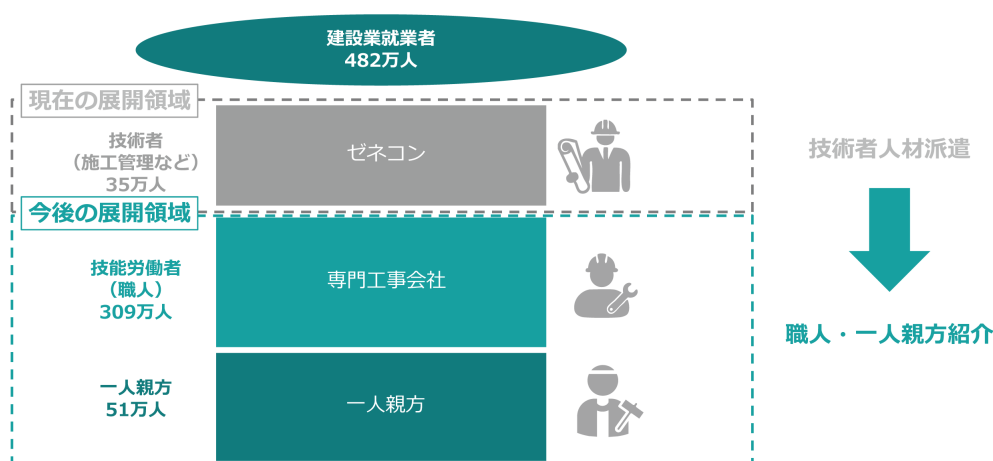 建設業就業者
482万人
現在の展開領域
技術者
（施工管理など）
35万人
ゼネコン
技術者人材派遣
今後の展開領域
技能労働者
（職人）
309万人
専門工事会社
職人・一人親方紹介
一人親方
51万人
一人親方